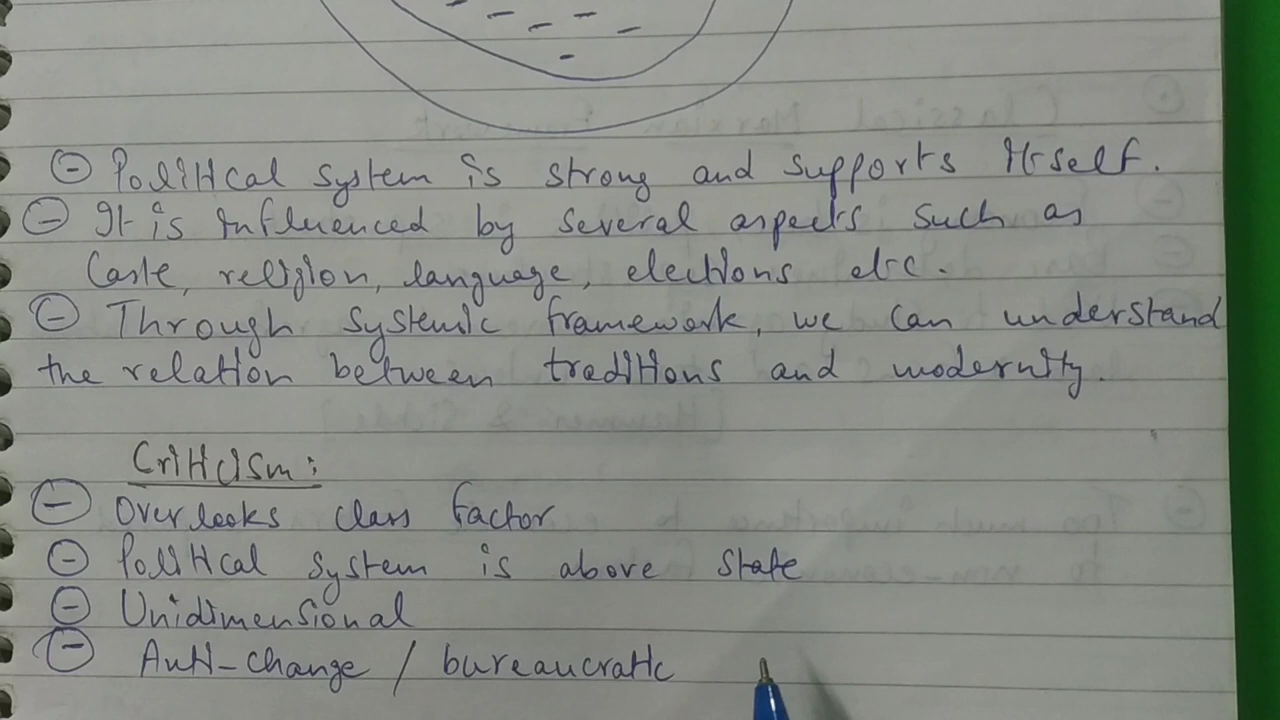 ⊖ Political system is strong and supports itself.
⊖ It is influenced by several aspects such as
Caste, religion, language, elections etc.
⊖ Through systemic framework, we can understand
the relation between traditions and modernity.
Criticism:
⊖ Overlooks class factor
⊖ Political system is above state
⊖ Unidimensional
⊖ Anti-change / bureaucratic